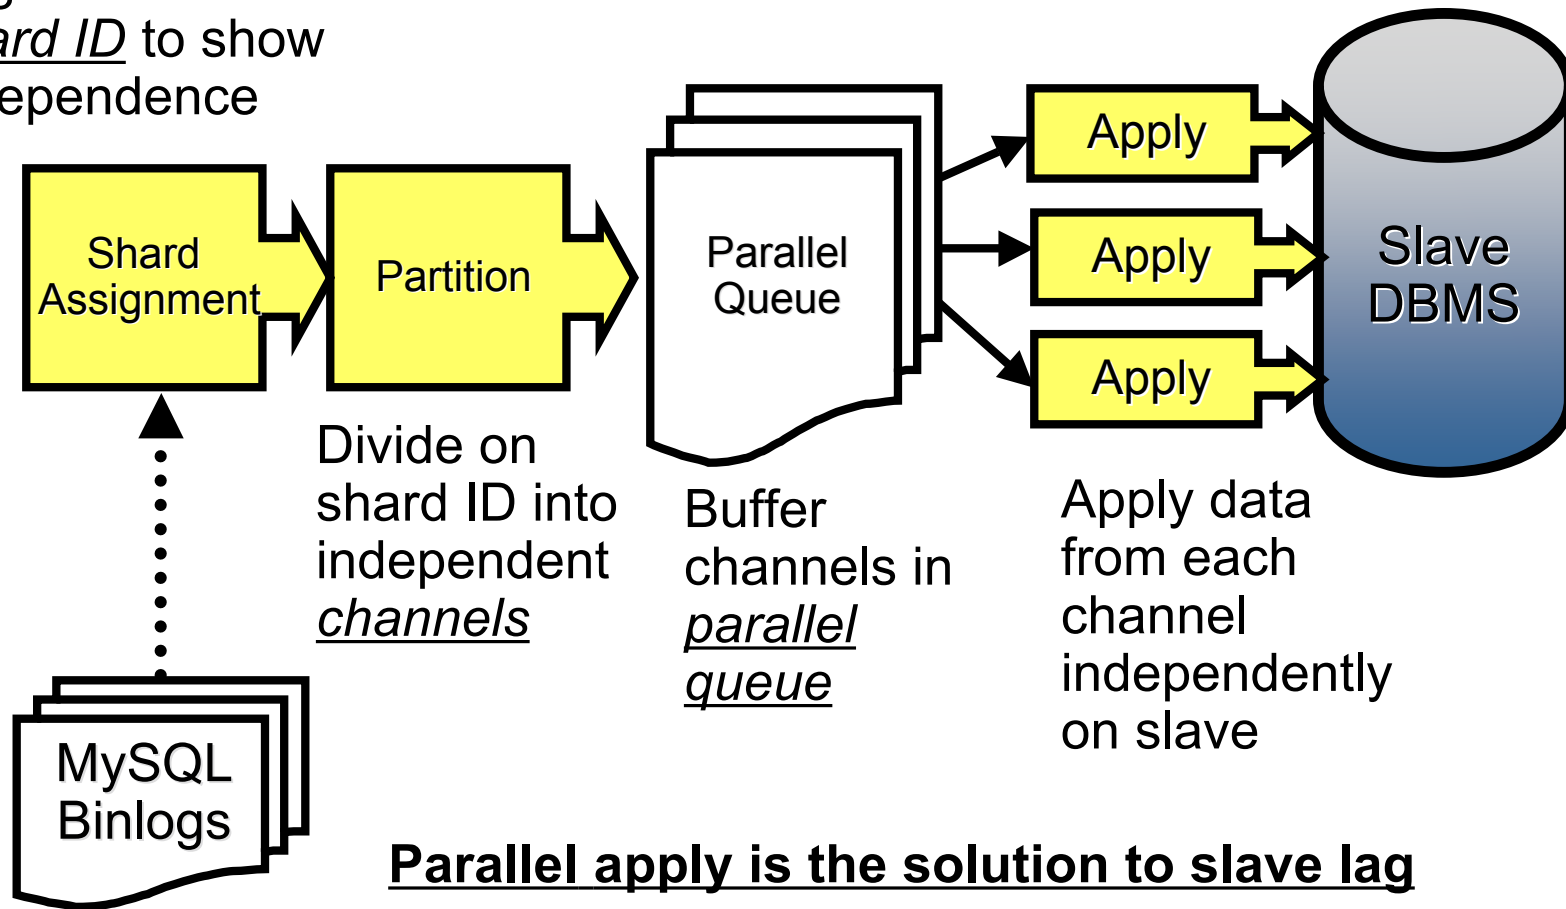 ard ID to show
ependence
Shard
Assignment
Partition
Parallel
Queue
Apply
Apply
Apply
Slave
DBMS
Divide on
shard ID into
independent
channels
Buffer
channels in
parallel
queue
Apply data
from each
channel
independently
on slave
MySQL
Binlogs
Parallel apply is the solution to slave lag